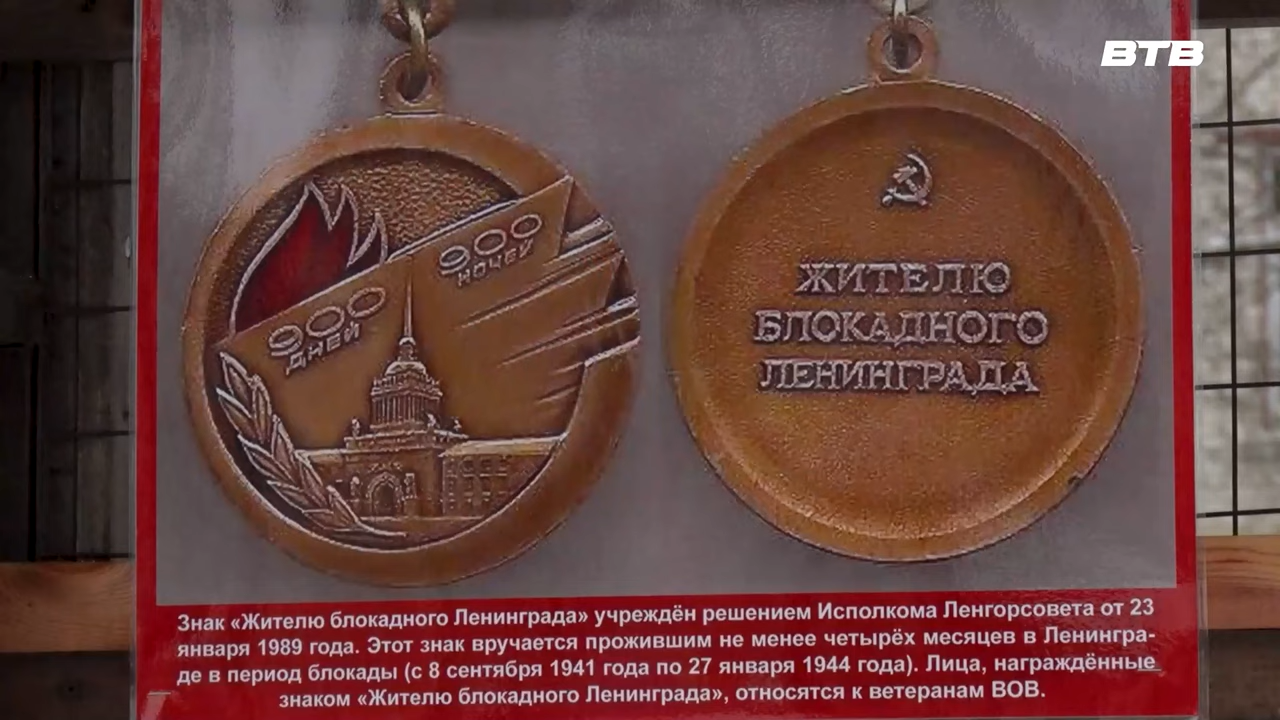 ВТВ
900
НОЧЕЙ
900
ДНЕЙ
ЖИТЕЛЮ
БЛОКАДНОГО
ЛЕНИНГРАДА
Знак «Жителю блокадного Ленинграда» учреждён решением Исполкома Ленгорсовета от 23
января 1989 года. Этот знак вручается прожившим не менее четырёх месяцев в Ленингра-
де в период блокады (с 8 сентября 1941 года по 27 января 1944 года). Лица, награждённые
знаком «Жителю блокадного Ленинграда», относятся к ветеранам ВОВ.